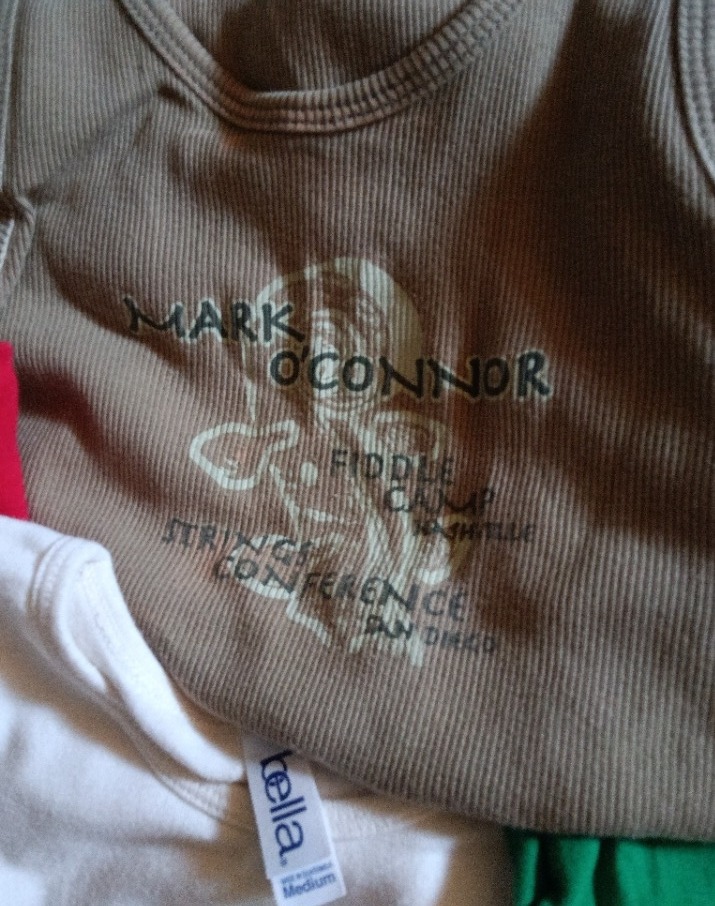 MARK
O'CONNOR
FIDDLE
CAMP
NASHVILLE
STRINGS
CONFERENCE
SAN DIEGO
bella
Medium